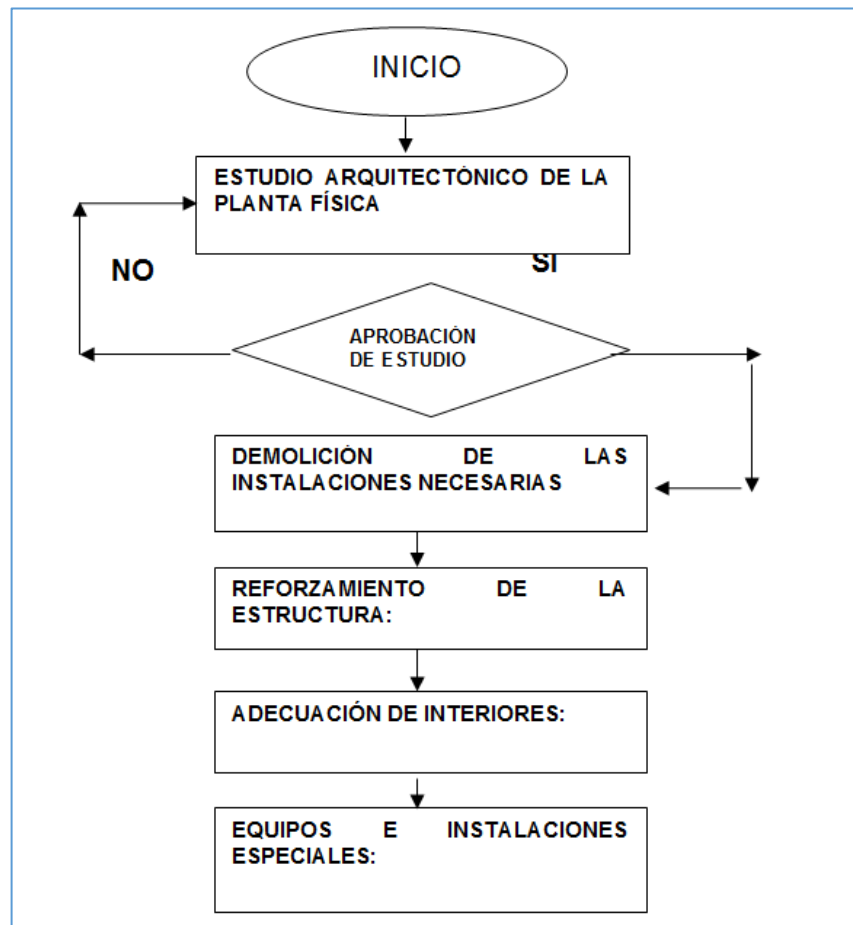 INICIO
ESTUDIO ARQUITECTÓNICO DE LA
PLANTA FÍSICA
SI
NO
APROBACIÓN
DE ESTUDIO
DEMOLICIÓN DE LAS
INSTALACIONES NECESARIAS
REFORZAMIENTO DE LA
ESTRUCTURA:
ADECUACIÓN DE INTERIORES:
EQUIPOS E INSTALACIONES
ESPECIALES: